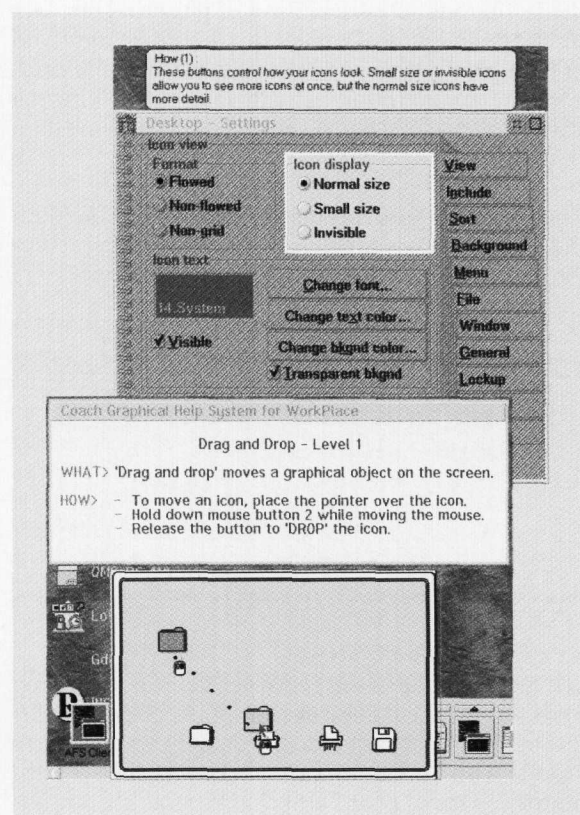 How (1)
These buttons control how your icons look. Small size or invisible icons
allow you to see more icons at once, but the normal size icons have
more detail.
Desktop - Settings
Icon view
Format
Flowed
Non-flowed
Non-grid
Icon display
Normal size
Small size
Invisible
Icon text
14.System
Visible
Change font...
Change text color...
Change bkgnd color...
Transparent bkgnd
View
Include
Sort
Background
Menu
File
Window
General
Lockup
Coach Graphical Help System for WorkPlace
Drag and Drop - Level 1
WHAT> 'Drag and drop' moves a graphical object on the screen.
HOW> - To move an icon, place the pointer over the icon.
- Hold down mouse button 2 while moving the mouse.
- Release the button to 'DROP' the icon.
AFS Clie